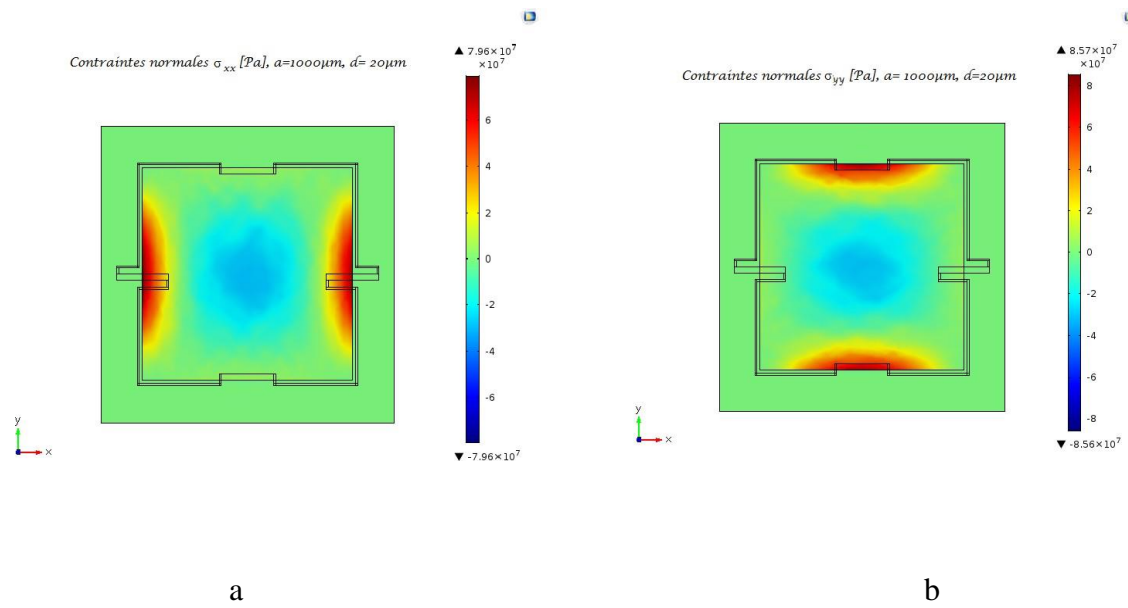 ▲ 7.96×10⁷
×10⁷
Contraintes normales σxx [Pa], a=1000µm, d= 20µm
6
4
2
0
-2
-4
-6
▼ -7.96×10⁷
y
x
a
▲ 8.57×10⁷
×10⁷
Contraintes normales σyy [Pa], a= 1000µm, d=20µm
8
6
4
2
0
-2
-4
-6
-8
▼ -8.56×10⁷
y
x
b